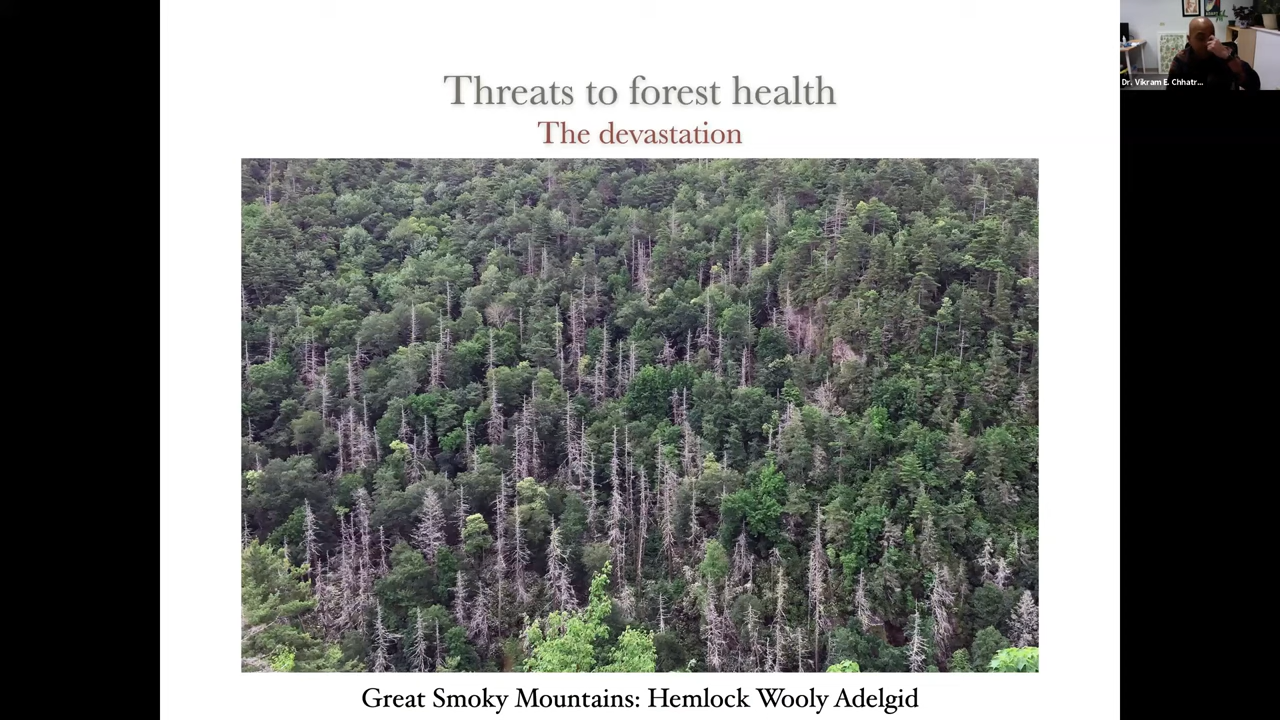 Threats to forest health
The devastation
Dr. Vikram E. Chhatr...
Great Smoky Mountains: Hemlock Wooly Adelgid